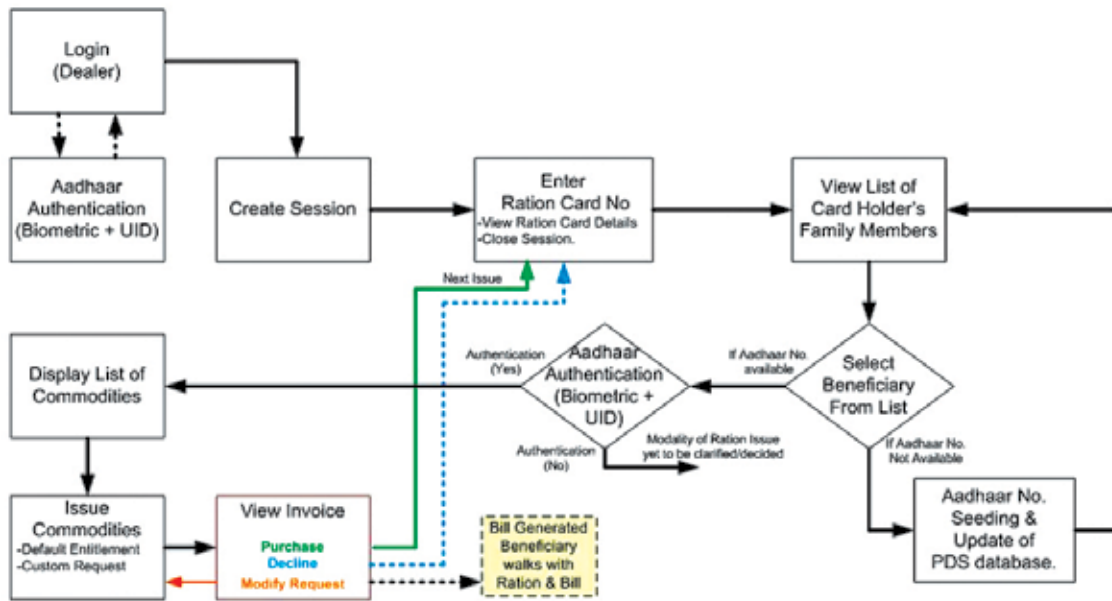 Login
(Dealer)
Aadhaar
Authentication
(Biometric + UID)
Create Session
Enter
Ration Card No
-View Ration Card Details
-Close Session.
View List of
Card Holder's
Family Members
Next Issue
Display List of
Commodities
Authentication
(Yes)
Aadhaar
Authentication
(Biometric +
UID)
If Aadhaar No.
available
Select
Beneficiary
From List
Authentication
(No)
Modality of Ration Issue
yet to be clarified/decided
If Aadhaar No.
Not Available
Issue
Commodities
-Default Entitlement
-Custom Request
View Invoice
Purchase
Decline
Modify Request
Bill Generated
Beneficiary
walks with
Ration & Bill
Aadhaar No.
Seeding &
Update of
PDS database.